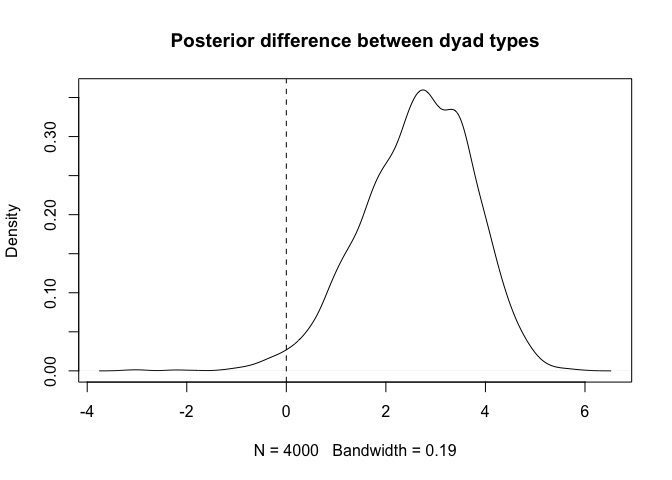 Posterior difference between dyad types
Density
0.30
0.20
0.10
0.00
-4 -2 0 2 4 6
N = 4000 Bandwidth = 0.19